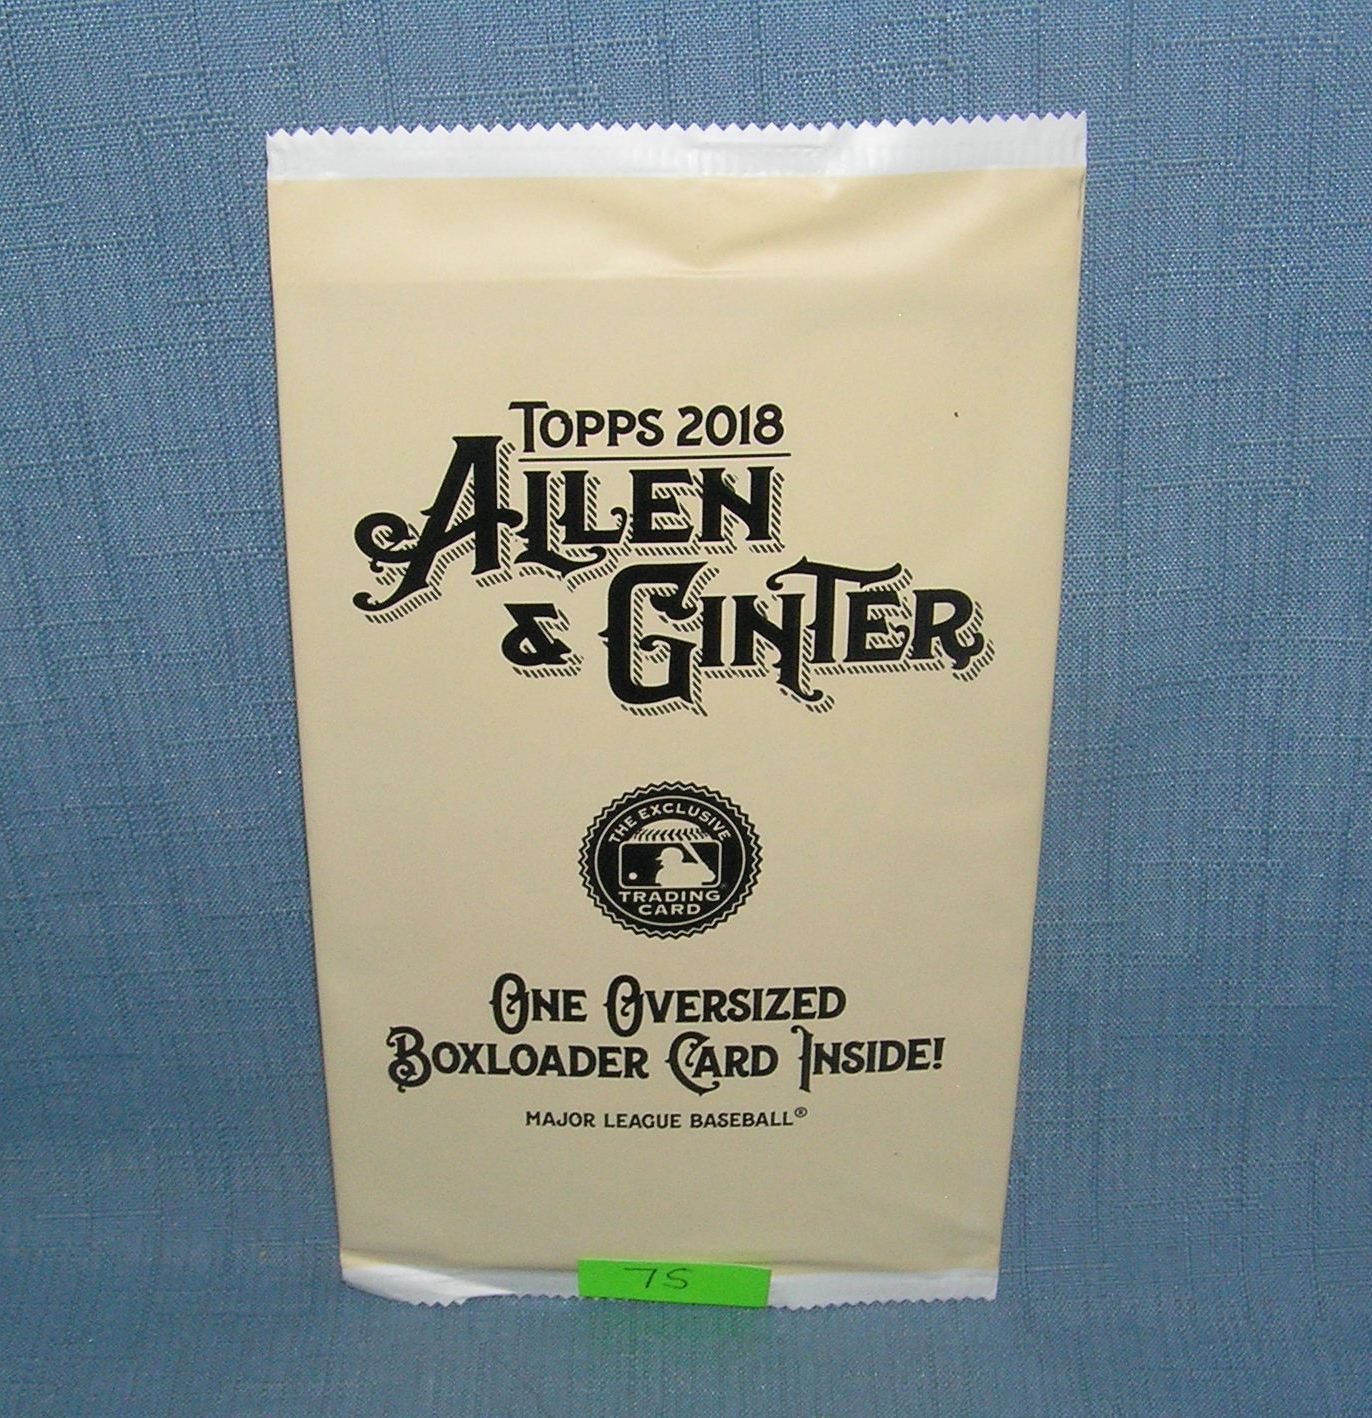 TOPPS 2018
ALLEN
& GINTER
THE EXCLUSIVE
TRADING
CARD
ONE OVERSIZED
BOXLOADER CARD INSIDE!
MAJOR LEAGUE BASEBALL®
75